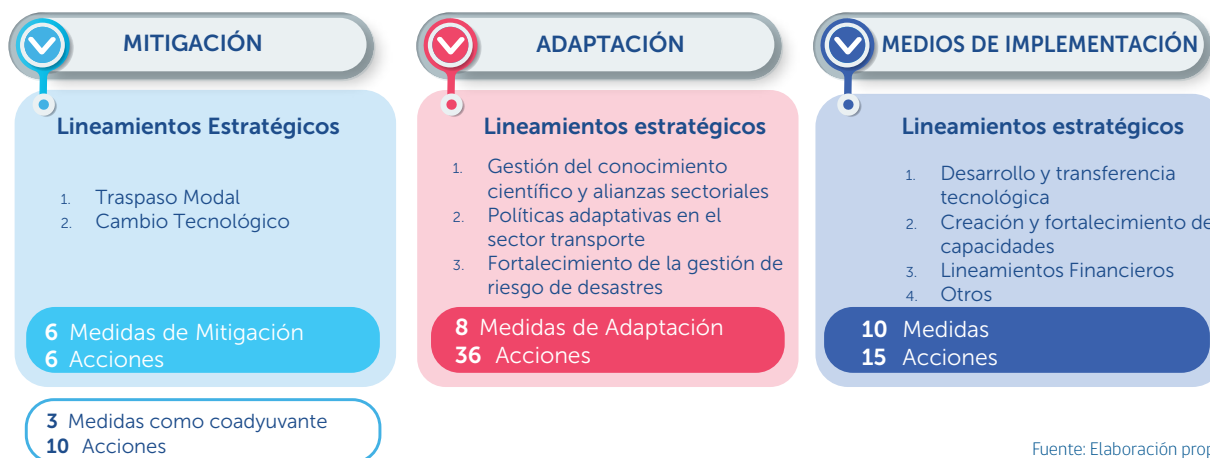 MITIGACIÓN
Lineamientos Estratégicos
1. Traspaso Modal
2. Cambio Tecnológico
6 Medidas de Mitigación
6 Acciones
3 Medidas como coadyuvante
10 Acciones
ADAPTACIÓN
Lineamientos estratégicos
1. Gestión del conocimiento
científico y alianzas sectoriales
2. Políticas adaptativas en el
sector transporte
3. Fortalecimiento de la gestión de
riesgo de desastres
8 Medidas de Adaptación
36 Acciones
MEDIOS DE IMPLEMENTACIÓN
Lineamientos estratégicos
1. Desarrollo y transferencia
tecnológica
2. Creación y fortalecimiento de
capacidades
3. Lineamientos Financieros
4. Otros
10 Medidas
15 Acciones
Fuente: Elaboración